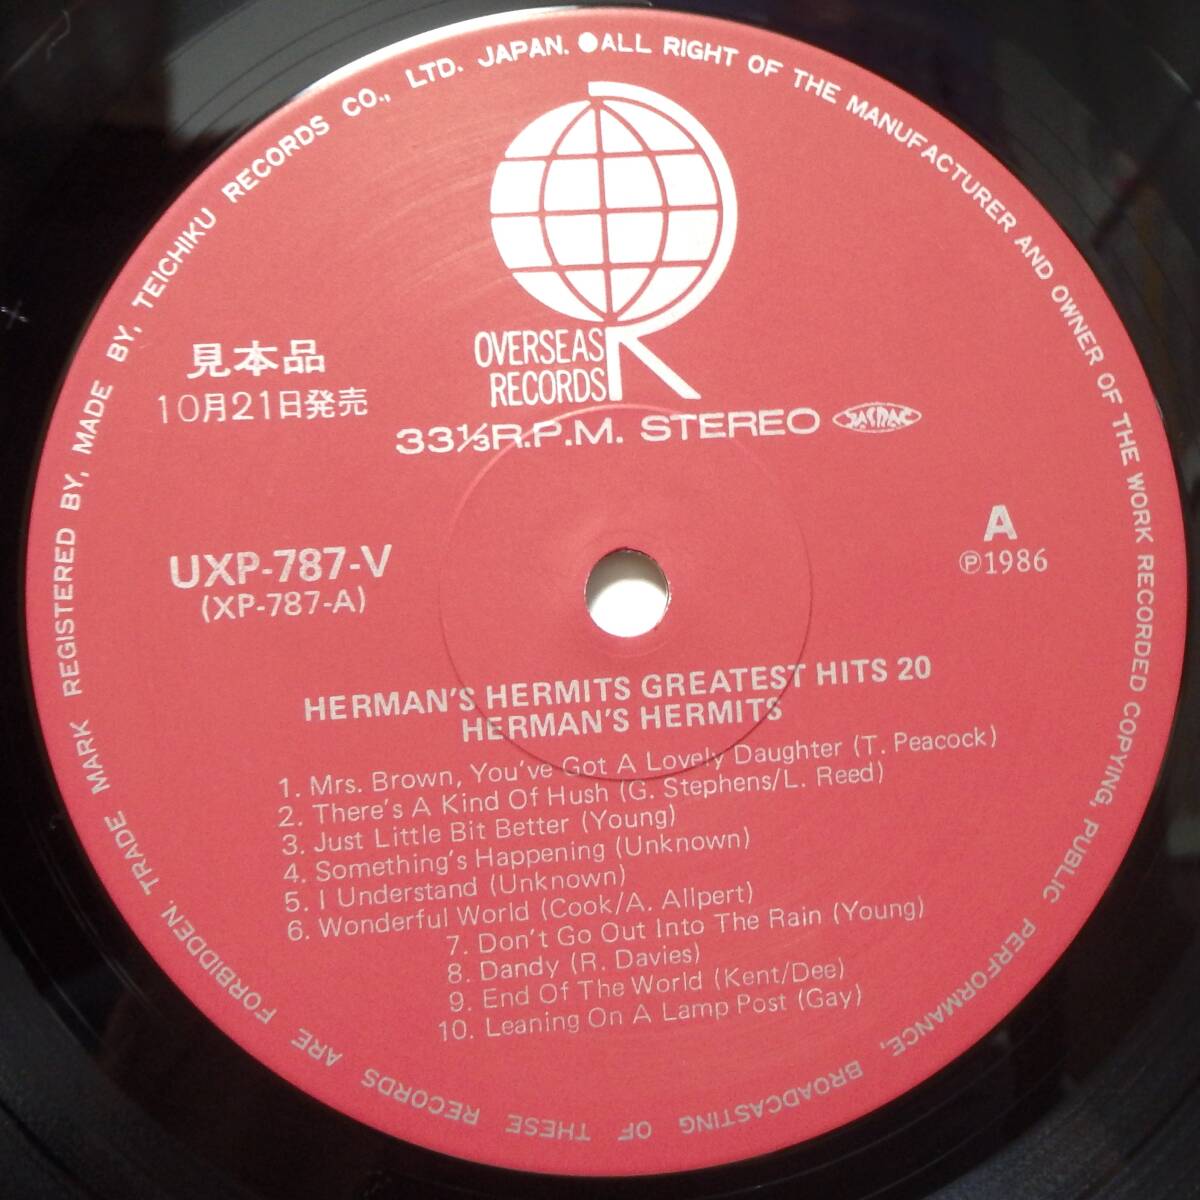 TRADE MARK REGISTERED BY, MADE BY, TEICHIKU RECORDS CO., LTD. JAPAN. ●ALL RIGHT OF THE MANUFACTURER AND OWNER OF THE WORK RECORDED COPYING, PUBLIC PERFORMANCE, BROADCASTING OF THESE RECORDS ARE FORBIDDEN,
OVERSEAS
RECORDS
見本品
10月21日発売
33⅓R.P.M. STEREO
JASRAC
UXP-787-V
(XP-787-A)
A
Ⓟ1986
HERMAN'S HERMITS GREATEST HITS 20
HERMAN'S HERMITS
1. Mrs. Brown, You've Got A Lovely Daughter (T. Peacock)
2. There's A Kind Of Hush (G. Stephens/L. Reed)
3. Just Little Bit Better (Young)
4. Something's Happening (Unknown)
5. I Understand (Unknown)
6. Wonderful World (Cook/A. Allpert)
7. Don't Go Out Into The Rain (Young)
8. Dandy (R. Davies)
9. End Of The World (Kent/Dee)
10. Leaning On A Lamp Post (Gay)